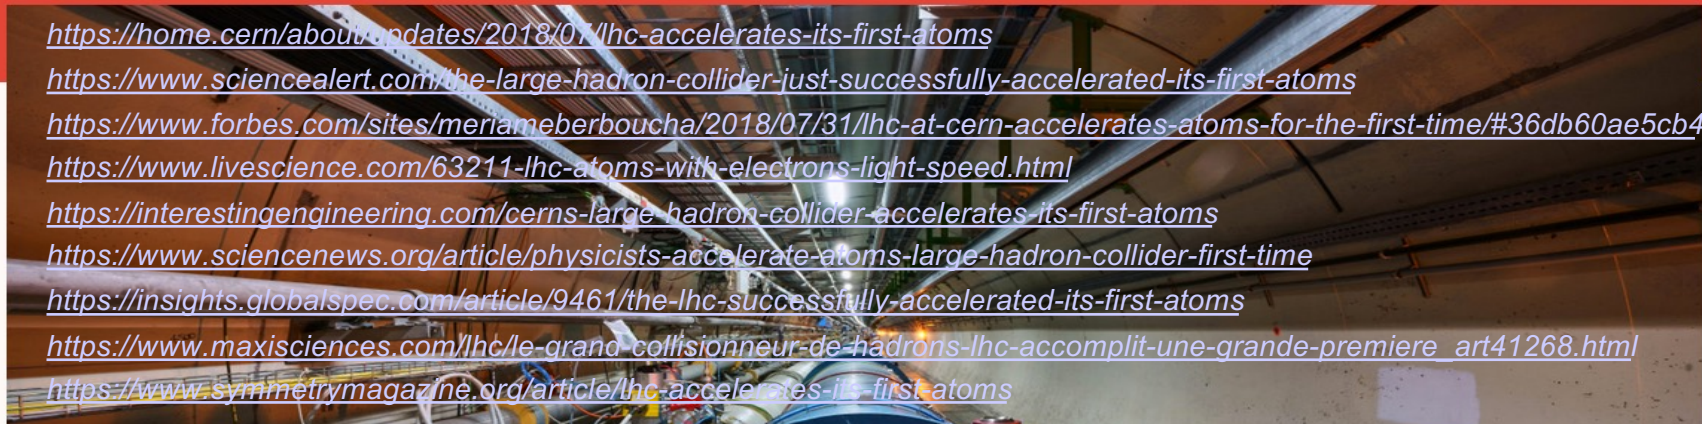 https://home.cern/about/updates/2018/07/lhc-accelerates-its-first-atoms
https://www.sciencealert.com/the-large-hadron-collider-just-successfully-accelerated-its-first-atoms
https://www.forbes.com/sites/meriameberboucha/2018/07/31/lhc-at-cern-accelerates-atoms-for-the-first-time/#36db60ae5cb4
https://www.livescience.com/63211-lhc-atoms-with-electrons-light-speed.html
https://interestingengineering.com/cerns-large-hadron-collider-accelerates-its-first-atoms
https://www.sciencenews.org/article/physicists-accelerate-atoms-large-hadron-collider-first-time
https://insights.globalspec.com/article/9461/the-lhc-successfully-accelerated-its-first-atoms
https://www.maxisciences.com/lhc/le-grand-collisionneur-de-hadrons-lhc-accomplit-une-grande-premiere_art41268.html
https://www.symmetrymagazine.org/article/lhc-accelerates-its-first-atoms